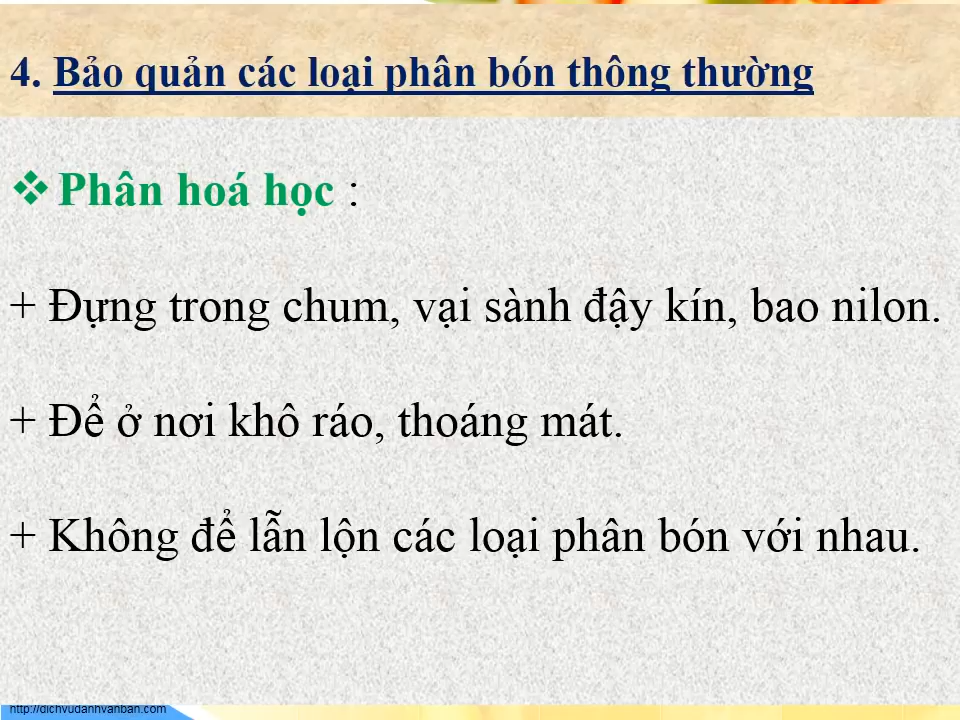 4. Bảo quản các loại phân bón thông thường
❖ Phân hoá học :
+ Đựng trong chum, vại sành đậy kín, bao nilon.
+ Để ở nơi khô ráo, thoáng mát.
+ Không để lẫn lộn các loại phân bón với nhau.
http://dichvudanhvanban.com